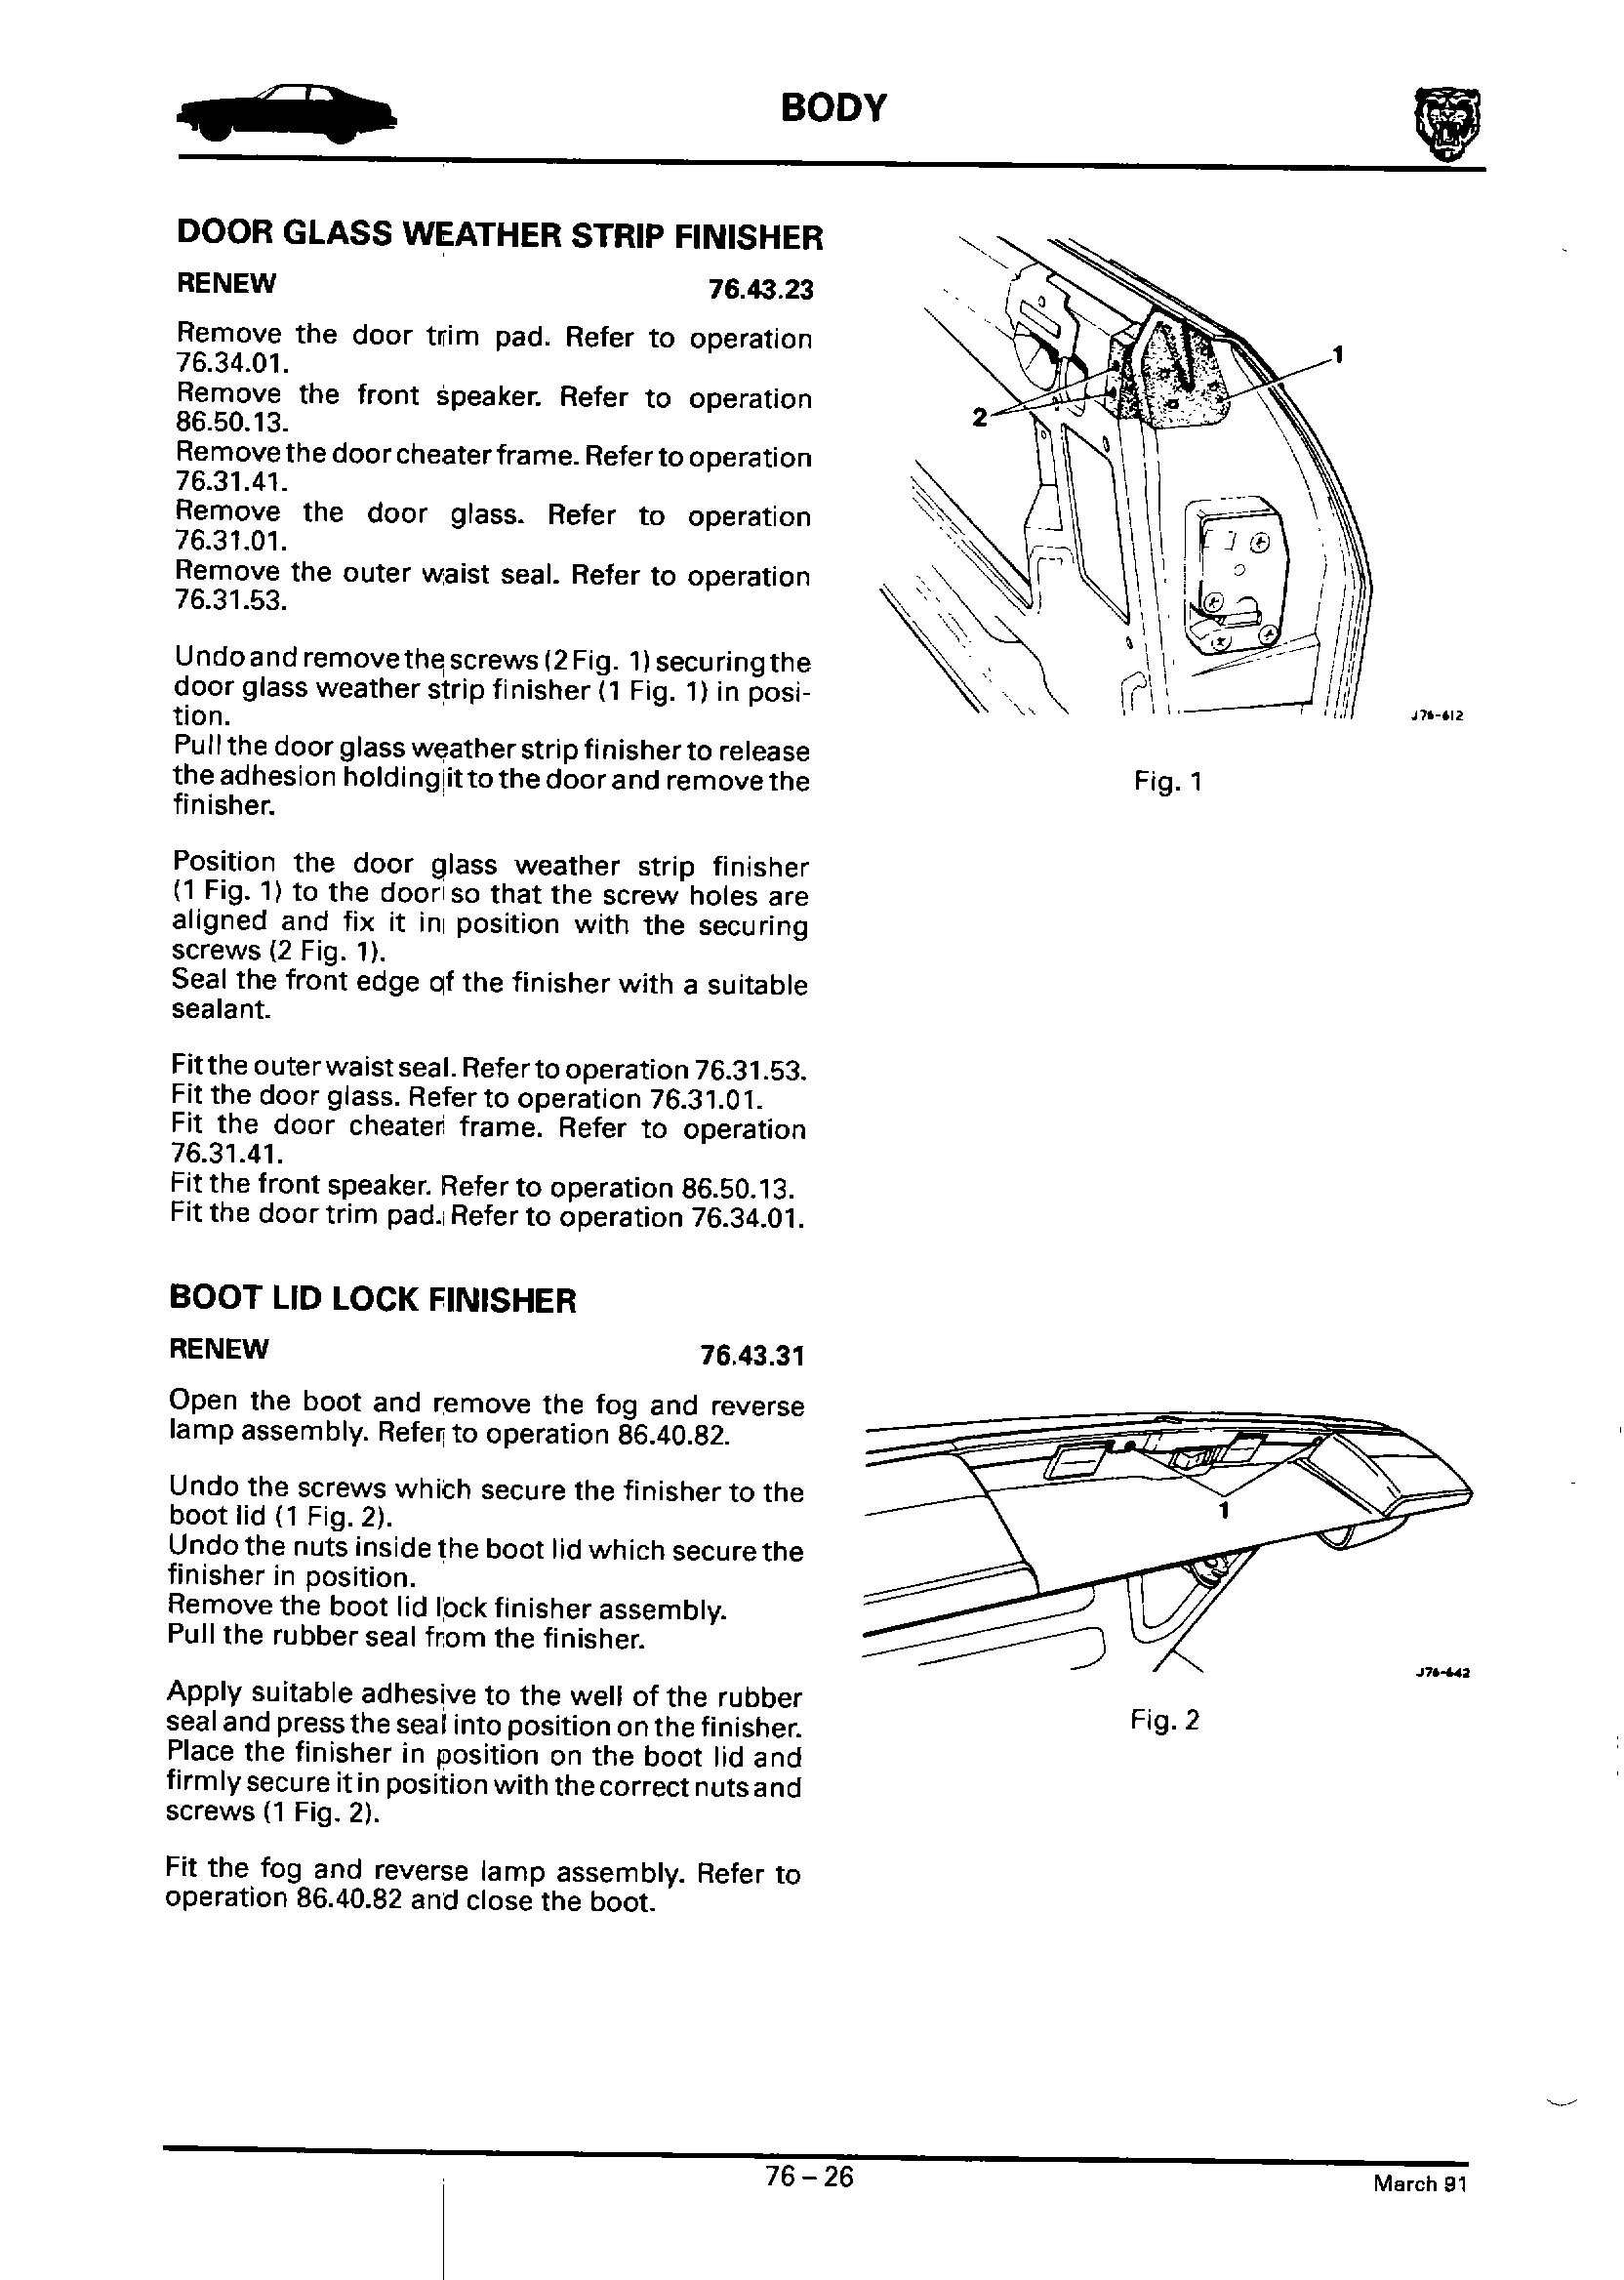 BODY
DOOR GLASS WEATHER STRIP FINISHER
RENEW 76.43.23
Remove the door trim pad. Refer to operation
76.34.01.
Remove the front speaker. Refer to operation
86.50.13.
Remove the door cheater frame. Refer to operation
76.31.41.
Remove the door glass. Refer to operation
76.31.01.
Remove the outer waist seal. Refer to operation
76.31.53.
Undo and remove the screws (2 Fig. 1) securing the
door glass weather strip finisher (1 Fig. 1) in posi-
tion.
Pull the door glass weather strip finisher to release
the adhesion holding it to the door and remove the
finisher.
Position the door glass weather strip finisher
(1 Fig. 1) to the door so that the screw holes are
aligned and fix it in position with the securing
screws (2 Fig. 1).
Seal the front edge of the finisher with a suitable
sealant.
Fit the outer waist seal. Refer to operation 76.31.53.
Fit the door glass. Refer to operation 76.31.01.
Fit the door cheater frame. Refer to operation
76.31.41.
Fit the front speaker. Refer to operation 86.50.13.
Fit the door trim pad. Refer to operation 76.34.01.
1
2
J76-612
Fig. 1
BOOT LID LOCK FINISHER
RENEW 76.43.31
Open the boot and remove the fog and reverse
lamp assembly. Refer to operation 86.40.82.
Undo the screws which secure the finisher to the
boot lid (1 Fig. 2).
Undo the nuts inside the boot lid which secure the
finisher in position.
Remove the boot lid lock finisher assembly.
Pull the rubber seal from the finisher.
Apply suitable adhesive to the well of the rubber
seal and press the seal into position on the finisher.
Place the finisher in position on the boot lid and
firmly secure it in position with the correct nuts and
screws (1 Fig. 2).
Fit the fog and reverse lamp assembly. Refer to
operation 86.40.82 and close the boot.
1
J76-642
Fig. 2
76 – 26
March 91